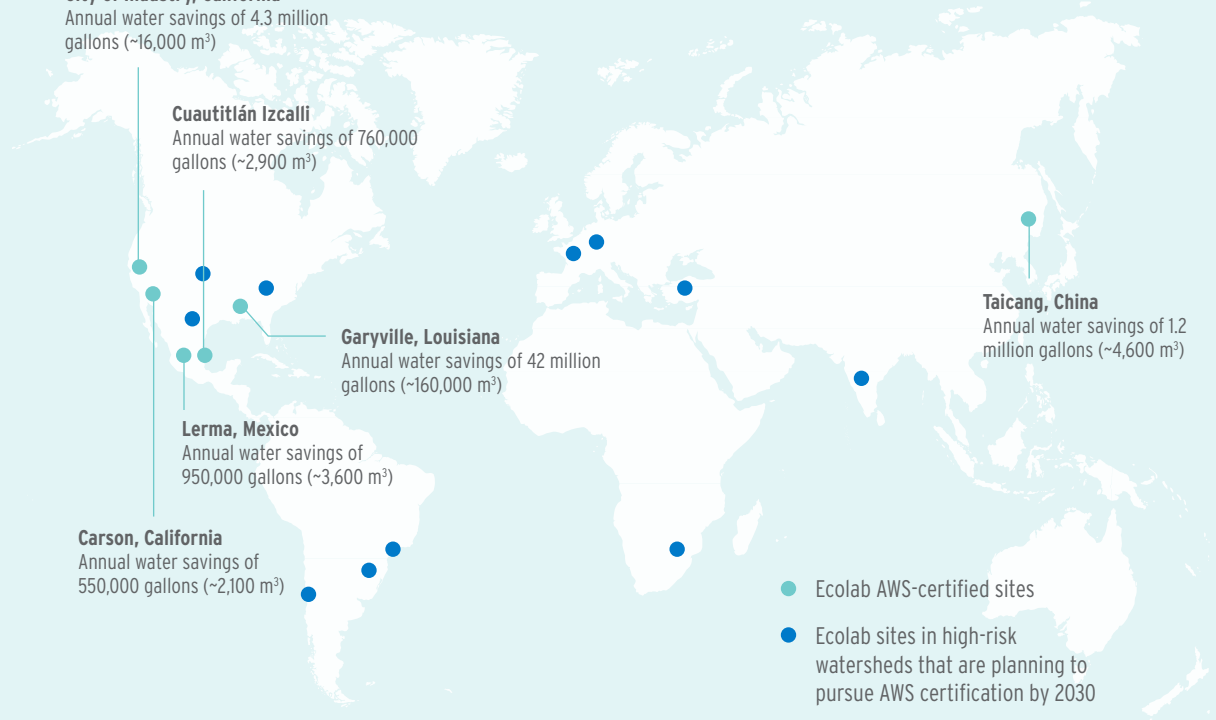 City of Industry, California
Annual water savings of 4.3 million
gallons (~16,000 m³)
Cuautitlán Izcalli
Annual water savings of 760,000
gallons (~2,900 m³)
Taicang, China
Annual water savings of 1.2
million gallons (~4,600 m³)
Garyville, Louisiana
Annual water savings of 42 million
gallons (~160,000 m³)
Lerma, Mexico
Annual water savings of
950,000 gallons (~3,600 m³)
Carson, California
Annual water savings of
550,000 gallons (~2,100 m³)
Ecolab AWS-certified sites
Ecolab sites in high-risk
watersheds that are planning to
pursue AWS certification by 2030